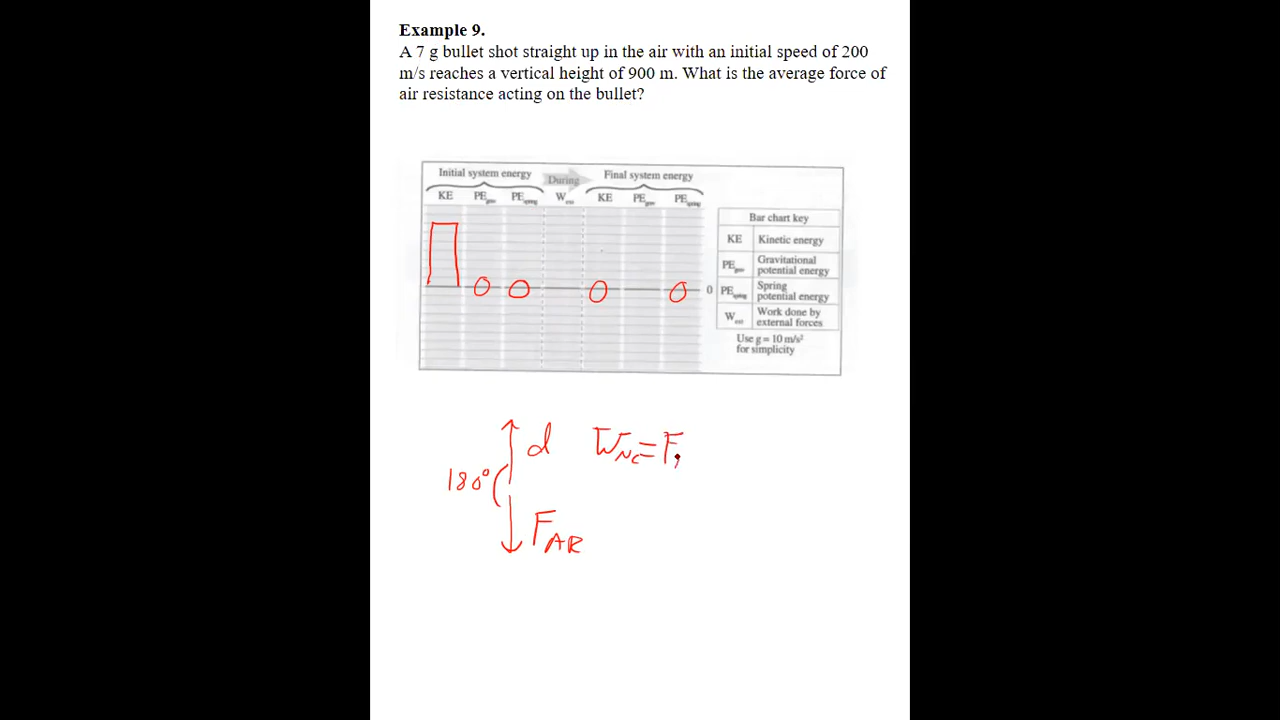 Example 9.
A 7 g bullet shot straight up in the air with an initial speed of 200
m/s reaches a vertical height of 900 m. What is the average force of
air resistance acting on the bullet?
Initial system energy During Final system energy
KE PE PE W KE PE PE
Bar chart key
KE Kinetic energy
PE Gravitational
potential energy
0 0 0 0 0 PE Spring
potential energy
W Work done by
external forces
Use g = 10 m/s²
for simplicity
d W_NC = F
180°
F_AR